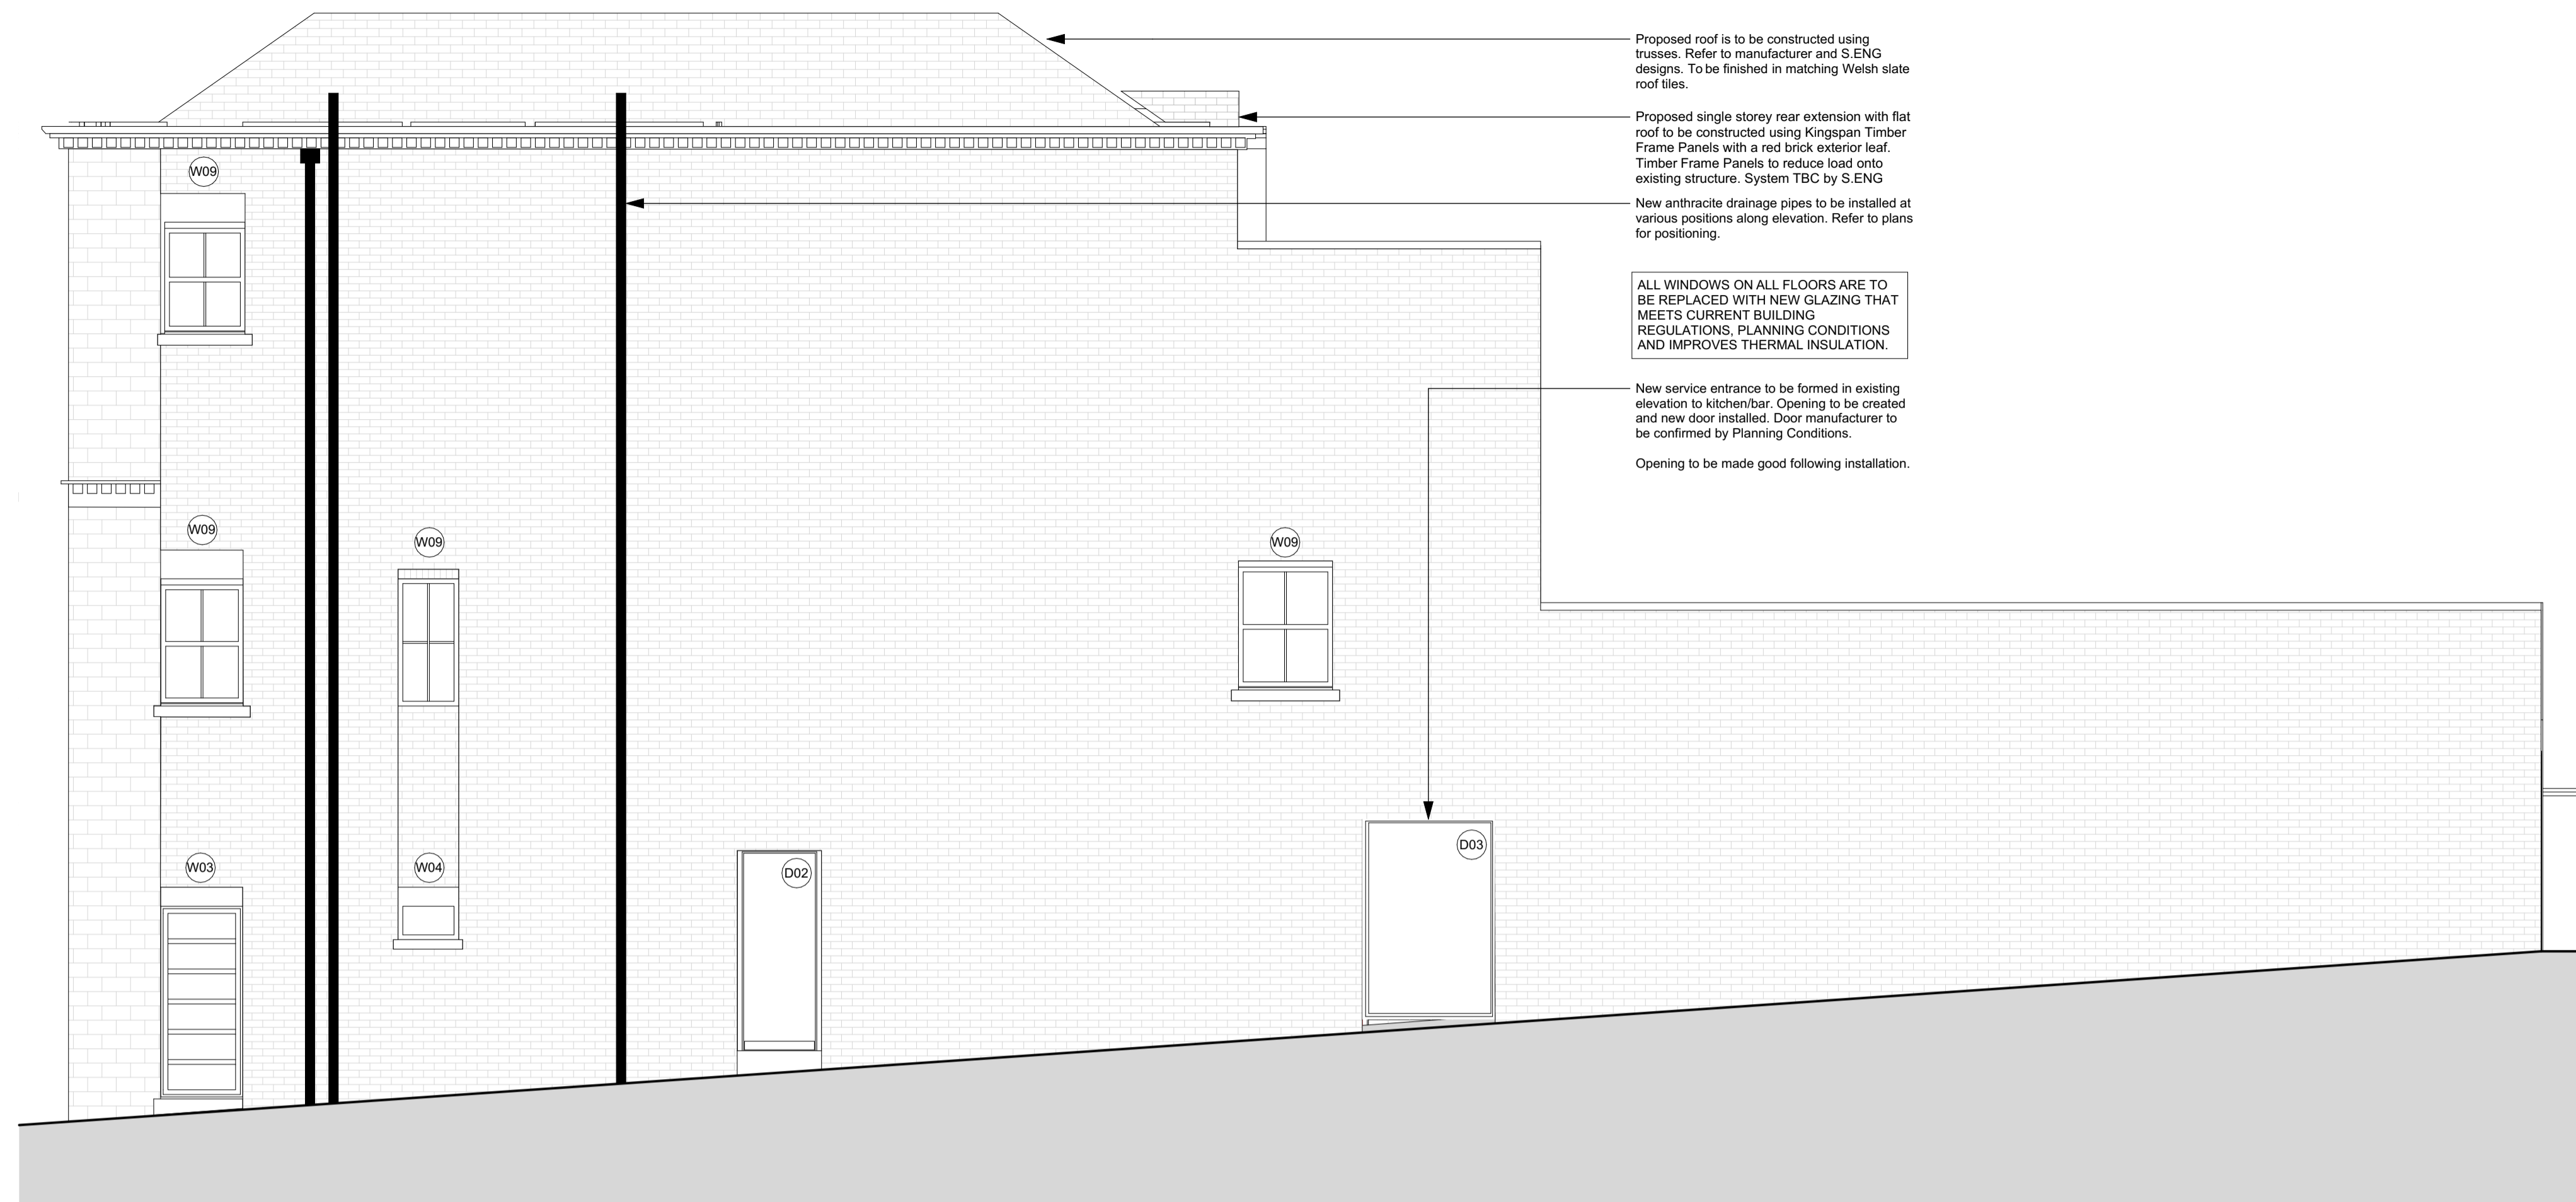 Proposed roof is to be constructed using
trusses. Refer to manufacturer and S.ENG
designs. To be finished in matching Welsh slate
roof tiles.
Proposed single storey rear extension with flat
roof to be constructed using Kingspan Timber
Frame Panels with a red brick exterior leaf.
Timber Frame Panels to reduce load onto
existing structure. System TBC by S.ENG
W09
New anthracite drainage pipes to be installed at
various positions along elevation. Refer to plans
for positioning.
ALL WINDOWS ON ALL FLOORS ARE TO
BE REPLACED WITH NEW GLAZING THAT
MEETS CURRENT BUILDING
REGULATIONS, PLANNING CONDITIONS
AND IMPROVES THERMAL INSULATION.
New service entrance to be formed in existing
elevation to kitchen/bar. Opening to be created
and new door installed. Door manufacturer to
be confirmed by Planning Conditions.
Opening to be made good following installation.
W09
W09
W09
W03
W04
D02
D03